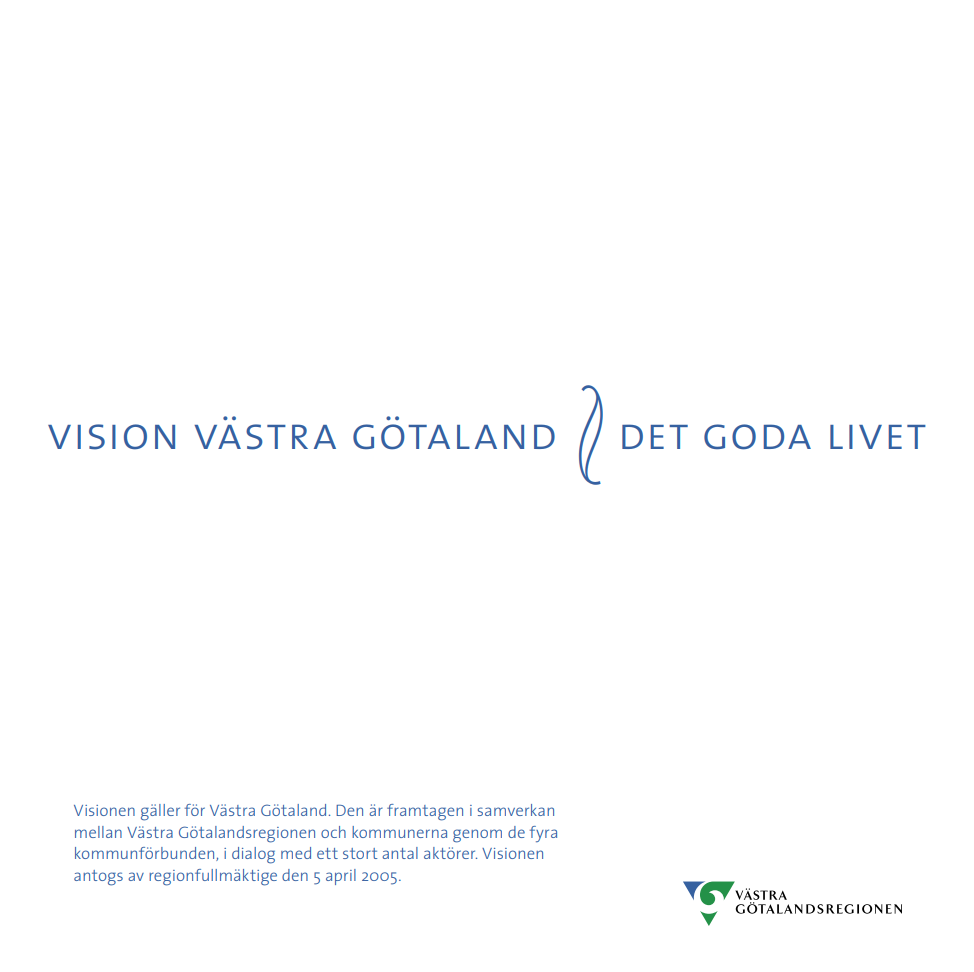 VISION VÄSTRA GÖTALAND DET GODA LIVET
Visionen gäller för Västra Götaland. Den är framtagen i samverkan
mellan Västra Götalandsregionen och kommunerna genom de fyra
kommunförbunden, i dialog med ett stort antal aktörer. Visionen
antogs av regionfullmäktige den 5 april 2005.
VÄSTRA
GÖTALANDSREGIONEN